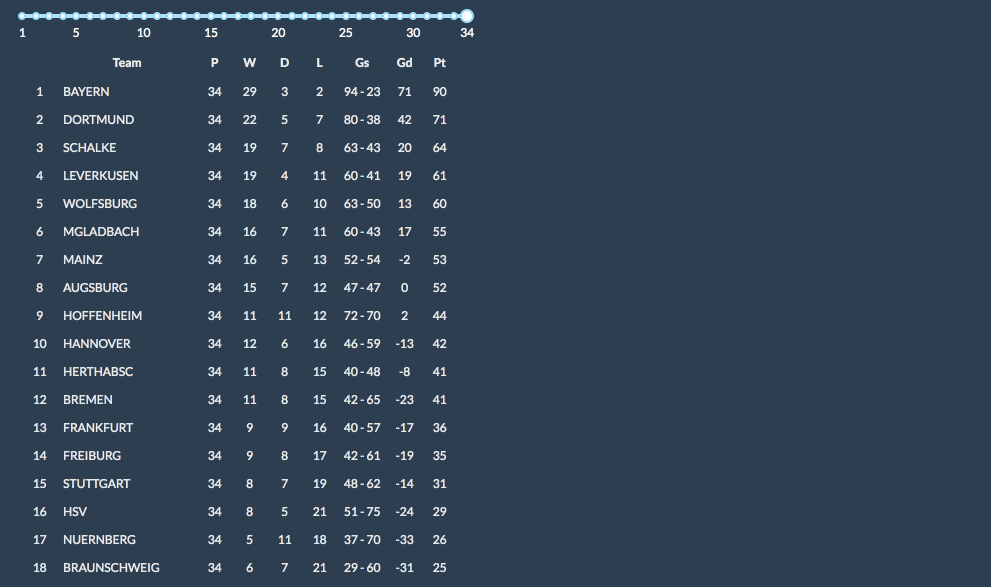 1 5 10 15 20 25 30 34
Team P W D L Gs Gd Pt
1 BAYERN 34 29 3 2 94-23 71 90
2 DORTMUND 34 22 5 7 80-38 42 71
3 SCHALKE 34 19 7 8 63-43 20 64
4 LEVERKUSEN 34 19 4 11 60-41 19 61
5 WOLFSBURG 34 18 6 10 63-50 13 60
6 MGLADBACH 34 16 7 11 60-43 17 55
7 MAINZ 34 16 5 13 52-54 -2 53
8 AUGSBURG 34 15 7 12 47-47 0 52
9 HOFFENHEIM 34 11 11 12 72-70 2 44
10 HANNOVER 34 12 6 16 46-59 -13 42
11 HERTHABSC 34 11 8 15 40-48 -8 41
12 BREMEN 34 11 8 15 42-65 -23 41
13 FRANKFURT 34 9 9 16 40-57 -17 36
14 FREIBURG 34 9 8 17 42-61 -19 35
15 STUTTGART 34 8 7 19 48-62 -14 31
16 HSV 34 8 5 21 51-75 -24 29
17 NUERNBERG 34 5 11 18 37-70 -33 26
18 BRAUNSCHWEIG 34 6 7 21 29-60 -31 25